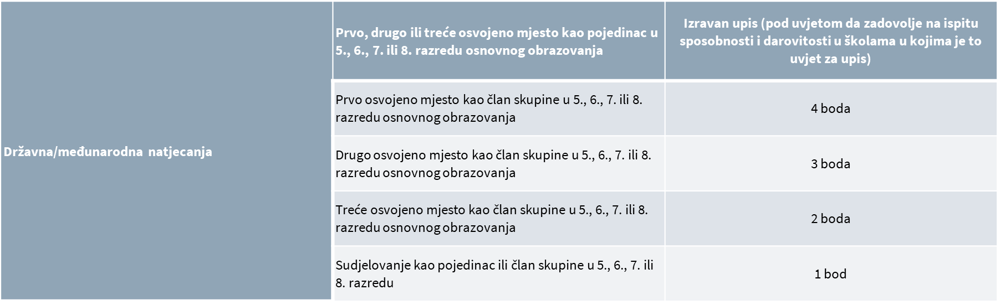 Državna/međunarodna natjecanja
Prvo, drugo ili treće osvojeno mjesto kao pojedinac u
5., 6., 7. ili 8. razredu osnovnog obrazovanja
Izravan upis (pod uvjetom da zadovolje na ispitu
sposobnosti i darovitosti u školama u kojima je to
uvjet za upis)
Prvo osvojeno mjesto kao član skupine u 5., 6., 7. ili 8.
razredu osnovnog obrazovanja
4 boda
Drugo osvojeno mjesto kao član skupine u 5., 6., 7. ili 8.
razredu osnovnog obrazovanja
3 boda
Treće osvojeno mjesto kao član skupine u 5., 6., 7. ili 8.
razredu osnovnog obrazovanja
2 boda
Sudjelovanje kao pojedinac ili član skupine u 5., 6., 7. ili
8. razredu
1 bod